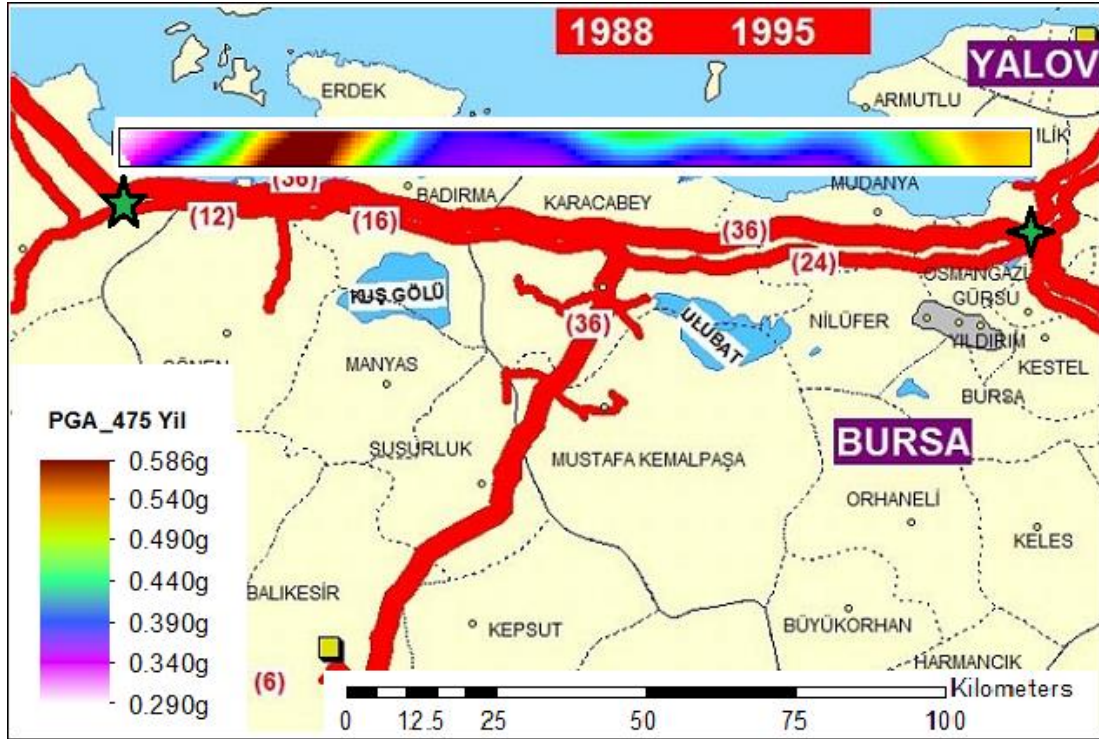 1988 1995
YALOV
ERDEK
ARMUTLU
ILIK
(36)
BADIRMA
KARACABEY
MUDANYA
(12)
(16)
(36)
(24)
OSMANGAZİ
GÜRSU
KUŞ GÖLÜ
(36)
ULUBAT
NİLÜFER
YILDIRIM
KESTEL
MANYAS
BURSA
PGA_475 Yil
0.586g
0.540g
0.490g
0.440g
0.390g
0.340g
0.290g
SUSURLUK
MUSTAFA KEMALPAŞA
BURSA
ORHANELİ
KELES
BALIKESİR
KEPSUT
BÜYÜKORHAN
HARMANCIK
(6)
Kilometers
0 12.5 25 50 75 100